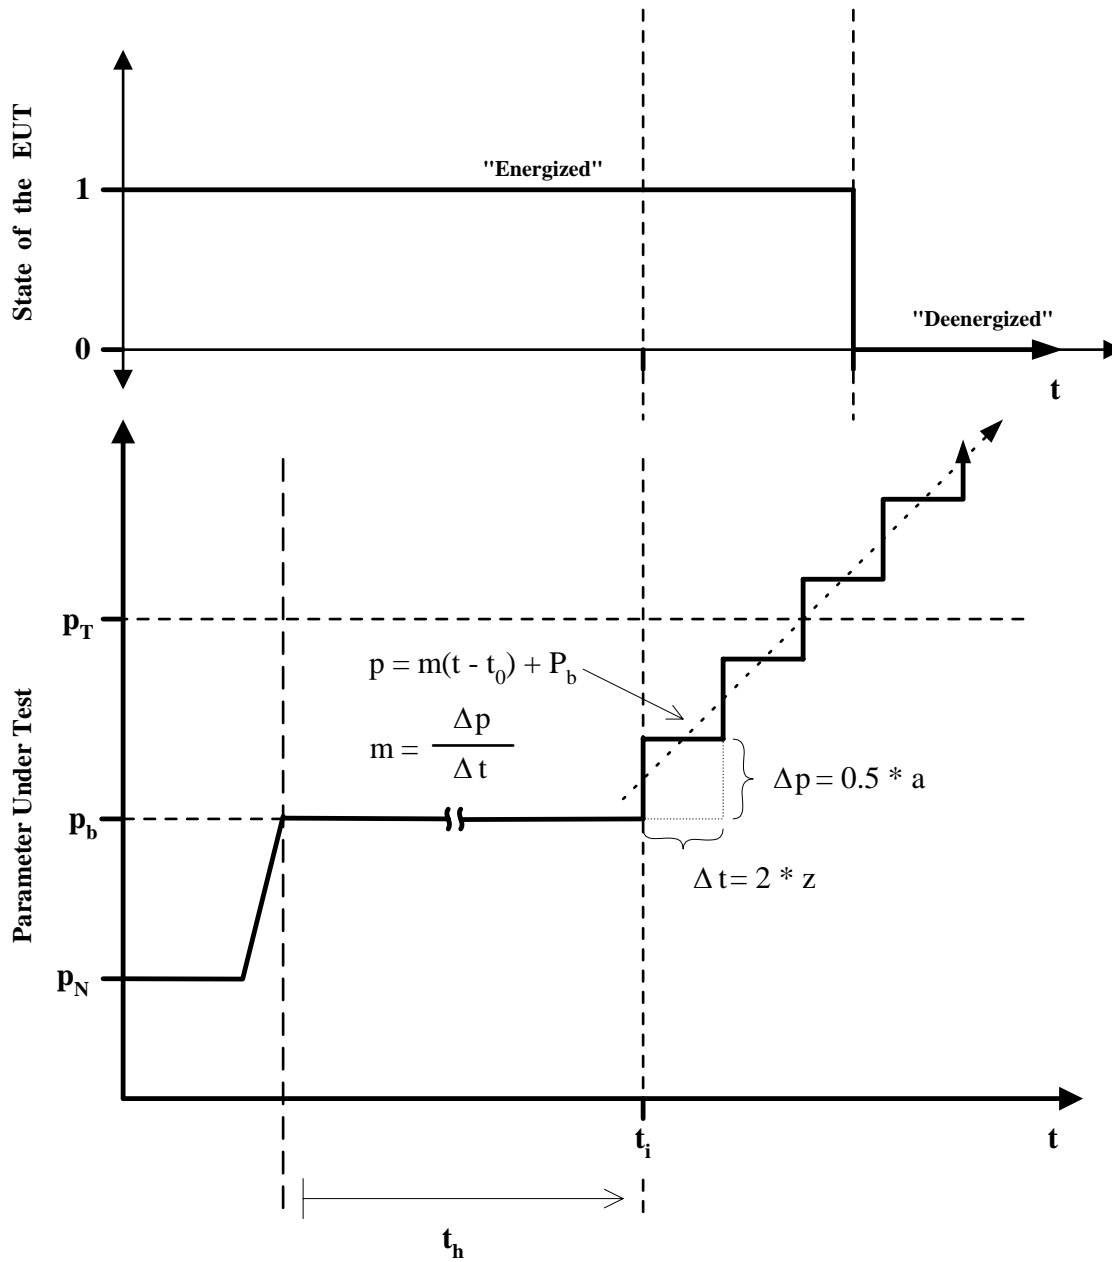 State of the EUT
"Energized"
1
"Deenergized"
0
t
Parameter Under Test
p_T
p = m(t - t_0) + P_b
m = Δp / Δt
Δp = 0.5 * a
p_b
Δt = 2 * z
p_N
t_i
t
t_h